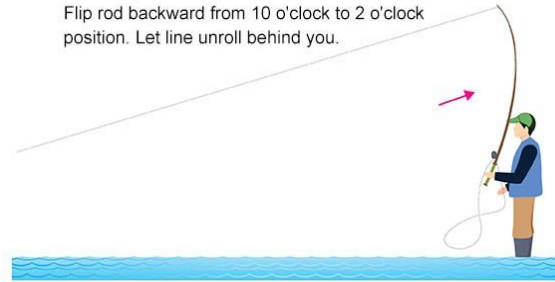 Flip rod backward from 10 o'clock to 2 o'clock
position. Let line unroll behind you.